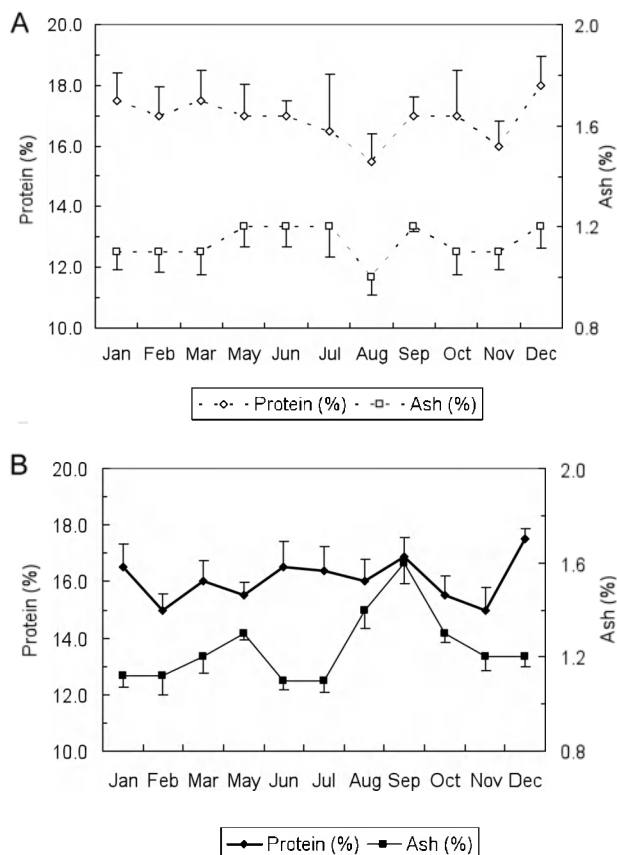 A
20.0
18.0
16.0
14.0
12.0
10.0
Protein (%)
2.0
1.6
1.2
0.8
Ash (%)
Jan Feb Mar May Jun Jul Aug Sep Oct Nov Dec
Protein (%) Ash (%)
B
20.0
18.0
16.0
14.0
12.0
10.0
Protein (%)
2.0
1.6
1.2
0.8
Ash (%)
Jan Feb Mar May Jun Jul Aug Sep Oct Nov Dec
Protein (%) Ash (%)